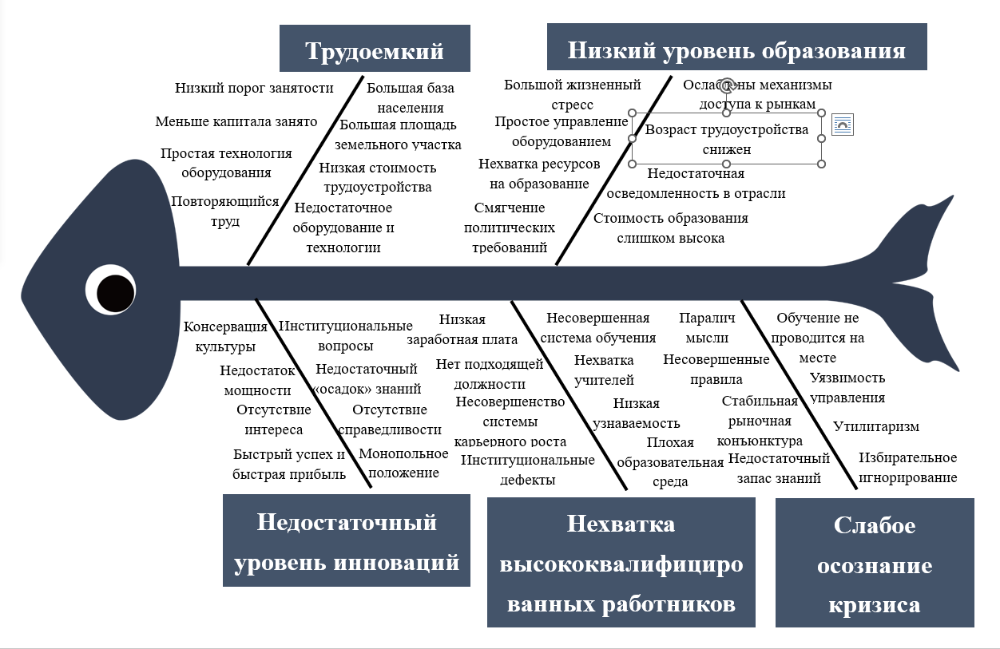 Трудоемкий
Низкий уровень образования
Низкий порог занятости
Меньше капитала занято
Простая технология
оборудования
Повторяющийся
труд
Большая база
населения
Большая площадь
земельного участка
Низкая стоимость
трудоустройства
Недостаточное
оборудование и
технологии
Большой жизненный
стресс
Простое управление
оборудованием
Нехватка ресурсов
на образование
Смягчение
политических
требований
Ослаблены механизмы
доступа к рынкам
Возраст трудоустройства
снижен
Недостаточная
осведомленность в отрасли
Стоимость образования
слишком высока
Консервация
культуры
Недостаток
мощности
Отсутствие
интереса
Быстрый успех и
быстрая прибыль
Институциональные
вопросы
Недостаточный
«осадок» знаний
Отсутствие
справедливости
Монопольное
положение
Низкая
заработная плата
Нет подходящей
должности
Несовершенство
системы
карьерного роста
Институциональные
дефекты
Несовершенная
система обучения
Нехватка
учителей
Низкая
узнаваемость
Плохая
образовательная
среда
Паралич
мысли
Несовершенные
правила
Стабильная
рыночная
конъюнктура
Недостаточный
запас знаний
Обучение не
проводится на
месте
Уязвимость
управления
Утилитаризм
Избирательное
игнорирование
Недостаточный
уровень инноваций
Нехватка
высококвалифициро
ванных работников
Слабое
осознание
кризиса